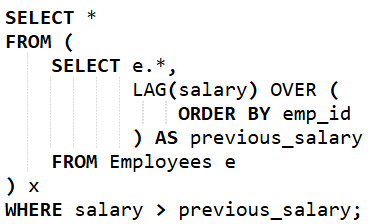 SELECT *
FROM (
    SELECT e.*,
           LAG(salary) OVER (
               ORDER BY emp_id
           ) AS previous_salary
    FROM Employees e
) x
WHERE salary > previous_salary;